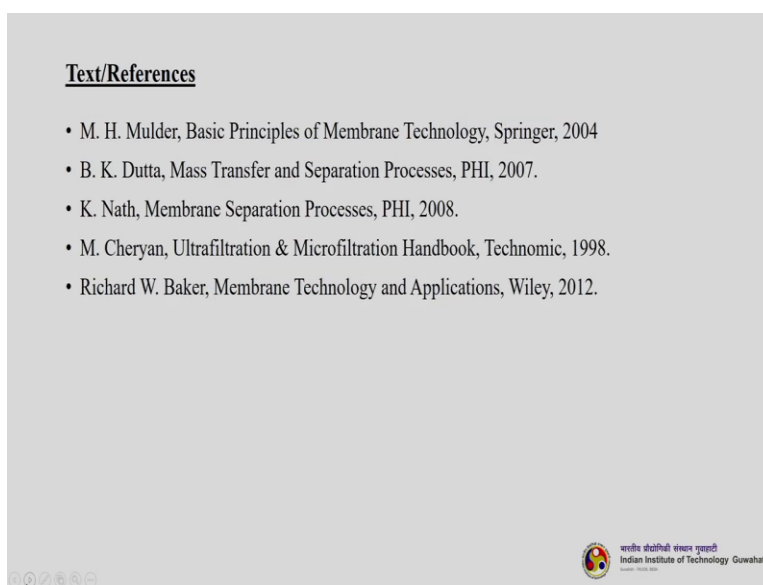 Text/References
• M. H. Mulder, Basic Principles of Membrane Technology, Springer, 2004
• B. K. Dutta, Mass Transfer and Separation Processes, PHI, 2007.
• K. Nath, Membrane Separation Processes, PHI, 2008.
• M. Cheryan, Ultrafiltration & Microfiltration Handbook, Technomic, 1998.
• Richard W. Baker, Membrane Technology and Applications, Wiley, 2012.
भारतीय प्रौद्योगिकी संस्थान गुवाहाटी
Indian Institute of Technology Guwahat